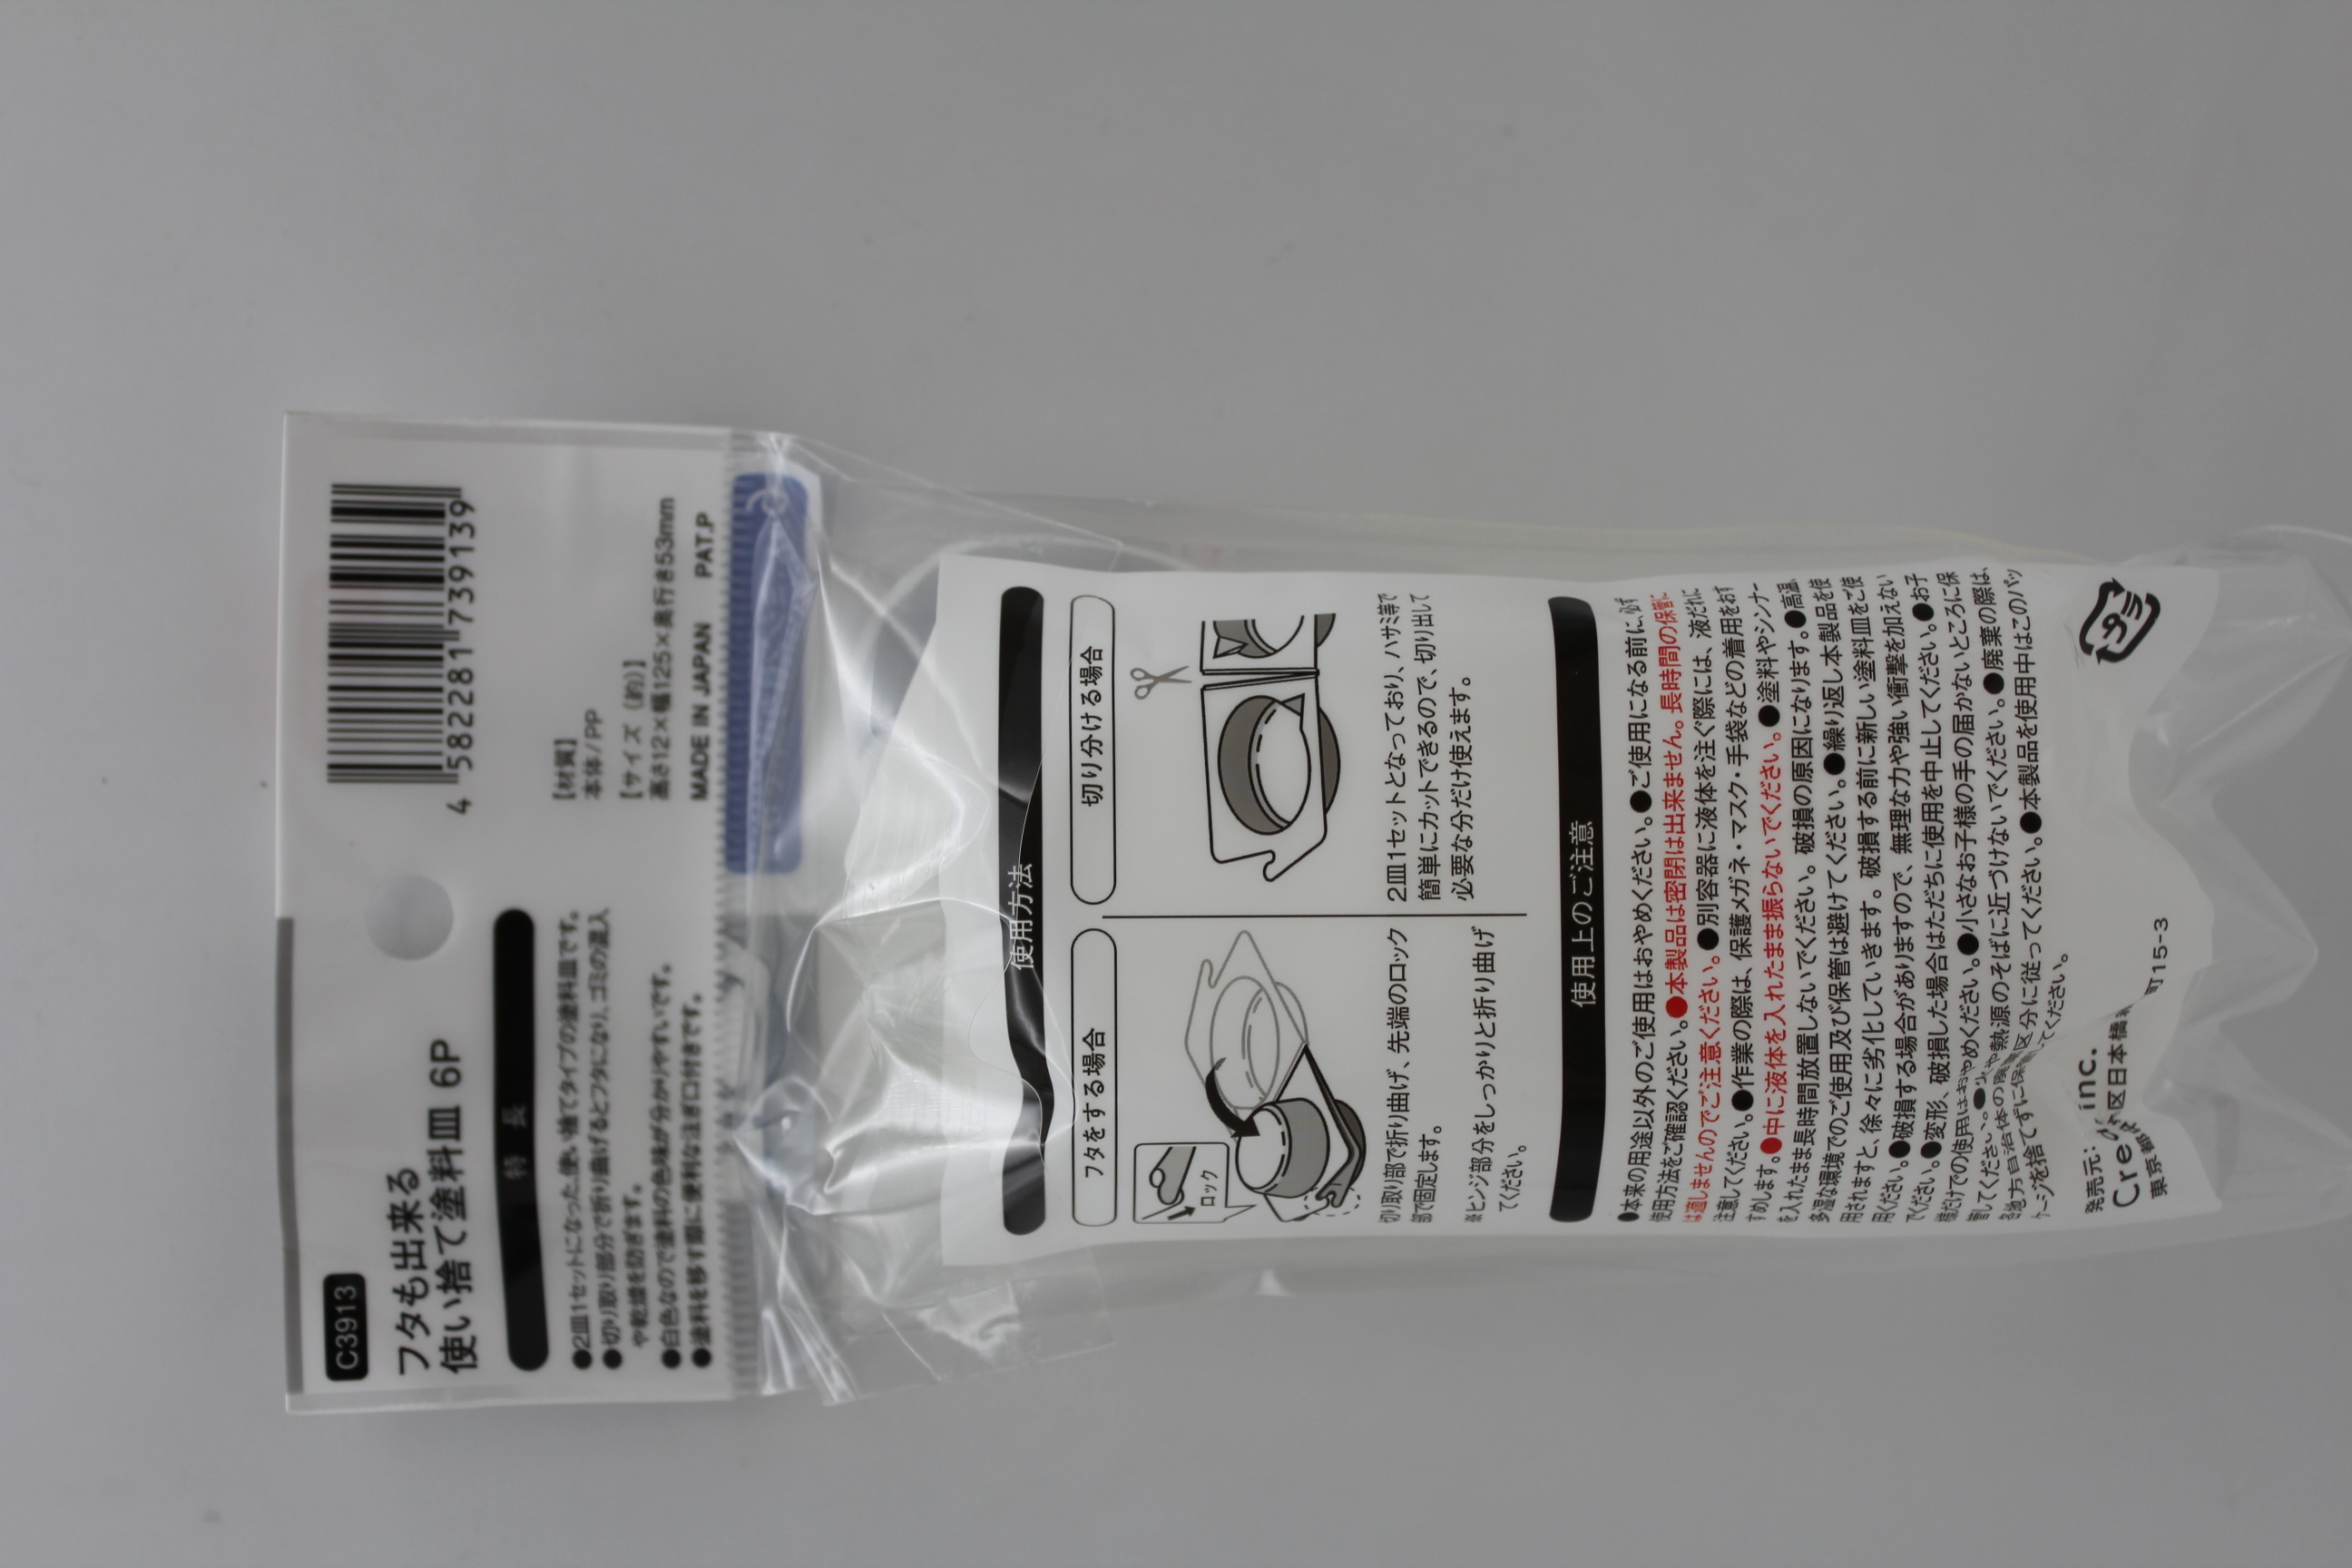 C3913
フタも出来る
使い捨て塗料皿 6P
特 長
●2皿1セットになった使い捨てタイプの塗料皿です。
●切り取り部分で折り曲げるとフタになり、ゴミの混入
や乾燥を防ぎます。
●白色なので塗料の色味が分かりやすいです。
●塗料を移す際に便利な注ぎ口付きです。
4 582281 739139
【材質】
本体/PP
【サイズ（約）】
高さ12×幅125×奥行き53mm
MADE IN JAPAN PAT.P
使用方法
フタをする場合
ロック
切り取り部で折り曲げ、先端のロック
部で固定します。
※ヒンジ部分をしっかりと折り曲げ
てください。
切り分ける場合
2皿1セットとなっており、ハサミ等で
簡単にカットできるので、切り出して
必要な分だけ使えます。
使用上のご注意
●本来の用途以外のご使用はおやめください。●ご使用になる前に、必ず
使用方法をご確認ください。●本製品は密閉は出来ません。長時間の保管に
は適しませんのでご注意ください。●別容器に液体を注ぐ際には、液だれに
注意してください。●作業の際は、保護メガネ・マスク・手袋などの着用をおす
すめします。●中に液体を入れたまま振らないでください。●塗料やシンナー
を入れたまま長時間放置しないでください。破損の原因になります。●高温
多湿な環境でのご使用及び保管は避けてください。●繰り返し本製品を使
用されますと、徐々に劣化していきます。破損する前に新しい塗料皿をご使
用ください。●破損する場合がありますので、無理な力や強い衝撃を加えない
でください。●変形、破損した場合はただちに使用を中止してください。●お子
様だけでの使用はおやめください。●小さなお子様の手の届かないところに保
管してください。●火や熱源のそばに近づけないでください。●廃棄の際は、
各地方自治体の廃棄区分に従ってください。●本製品を使用中はこのパッ
ケージを捨てずに保管してください。
発売元:
Cre inc.
東京都 区日本橋 町15-3
プラ